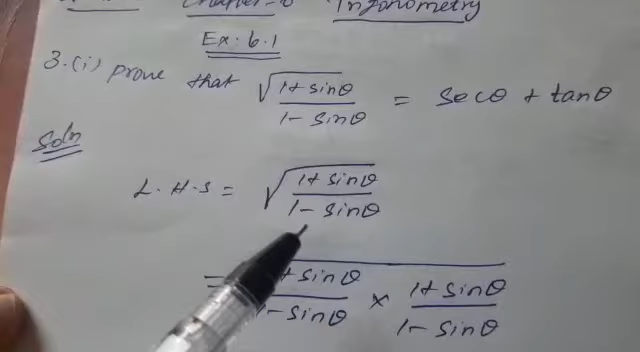 Trigonometry
Ex. 6.1
3.(i) prove that √(1+sinθ / 1-sinθ) = secθ + tanθ
Soln
L.H.S = √(1+sinθ / 1-sinθ)
= +sinθ / 1-sinθ × 1+sinθ / 1-sinθ